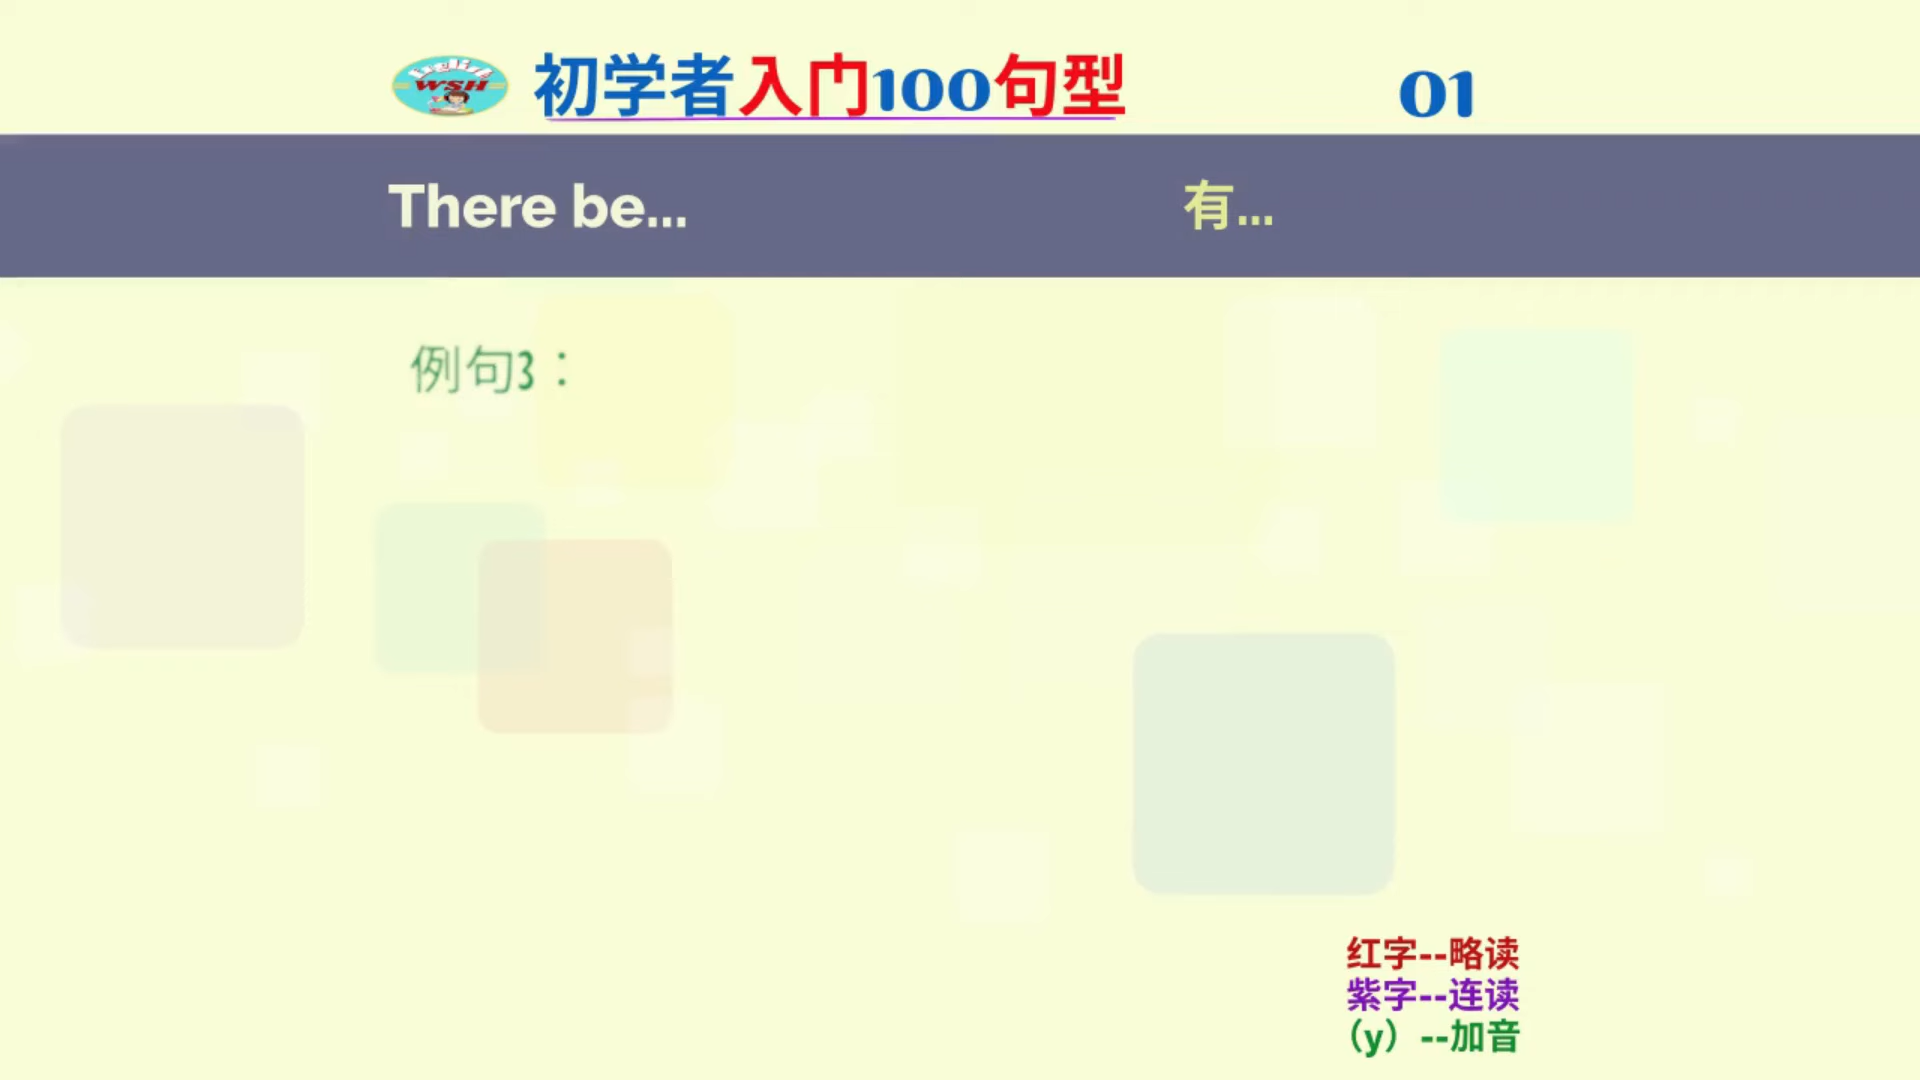 WSH
初学者入门100句型
01
There be...
有...
例句3：
红字--略读
紫字--连读
（y）--加音